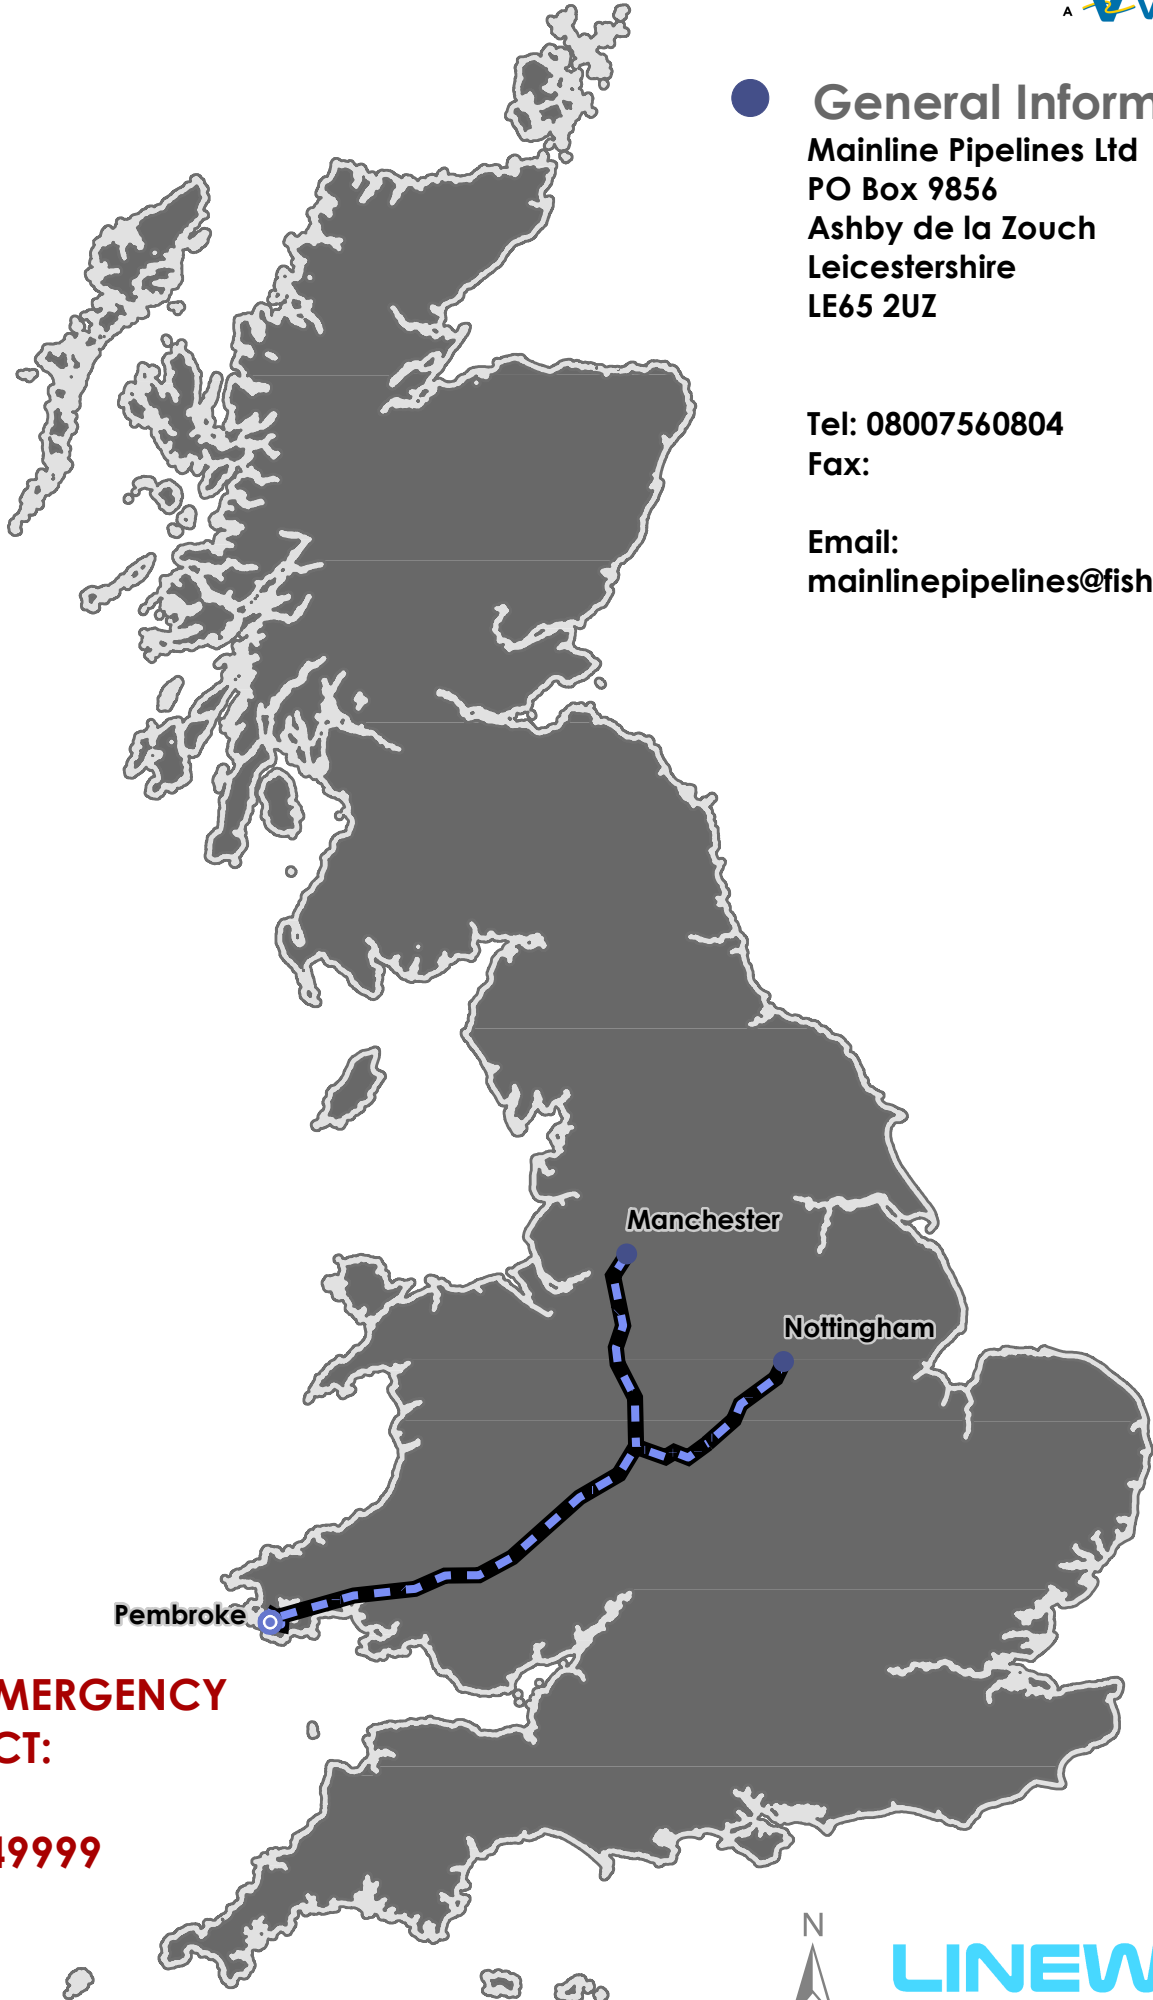 A
General Inform
Mainline Pipelines Ltd
PO Box 9856
Ashby de la Zouch
Leicestershire
LE65 2UZ
Tel: 08007560804
Fax:
Email:
mainlinepipelines@fish
Manchester
Nottingham
Pembroke
MERGENCY
CT:
49999
N
LINEW